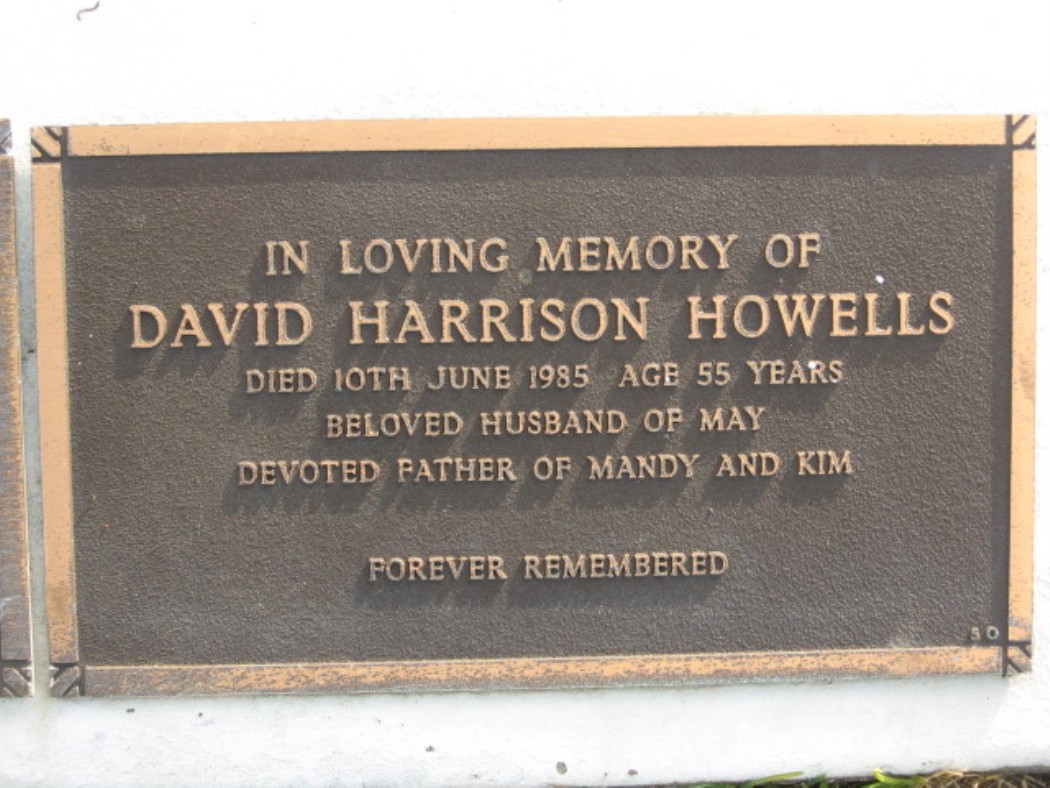 IN LOVING MEMORY OF
DAVID HARRISON HOWELLS
DIED 10TH JUNE 1985 AGE 55 YEARS
BELOVED HUSBAND OF MAY
DEVOTED FATHER OF MANDY AND KIM
FOREVER REMEMBERED